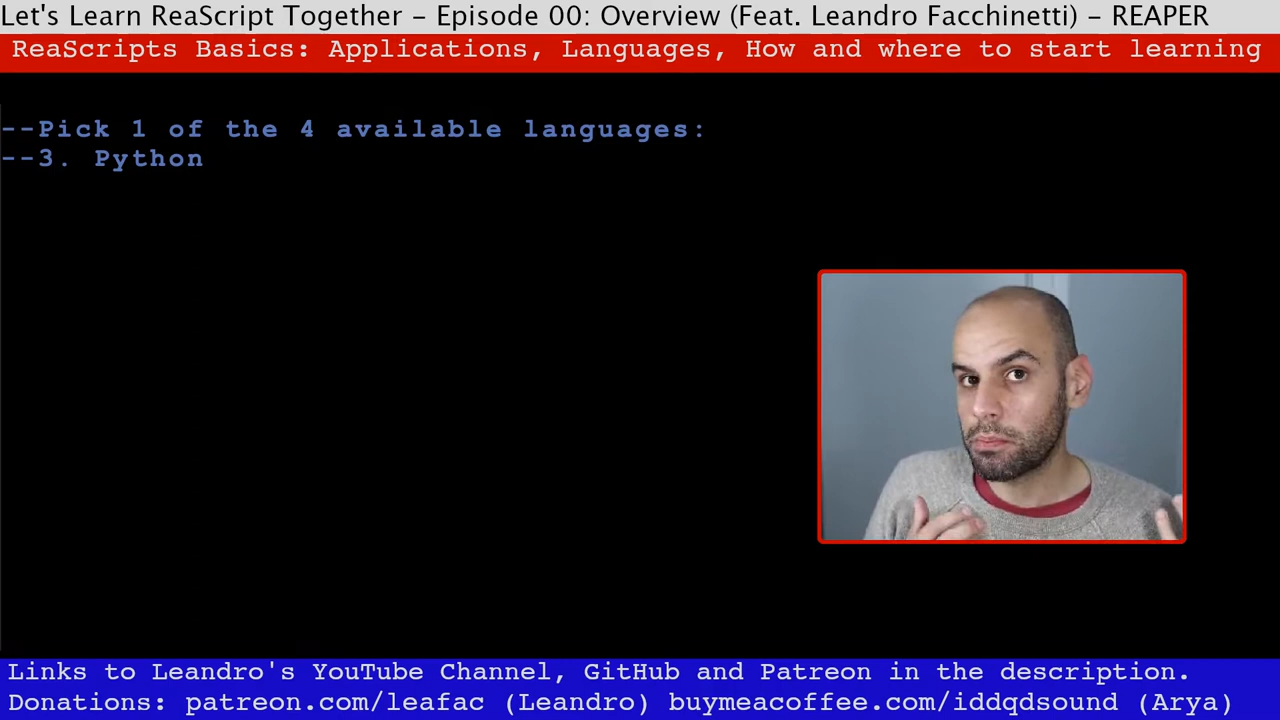 Let's Learn ReaScript Together – Episode 00: Overview (Feat. Leandro Facchinetti) – REAPER
ReaScripts Basics: Applications, Languages, How and where to start learning
--Pick 1 of the 4 available languages:
--3. Python
Links to Leandro's YouTube Channel, GitHub and Patreon in the description.
Donations: patreon.com/leafac (Leandro) buymeacoffee.com/iddqdsound (Arya)